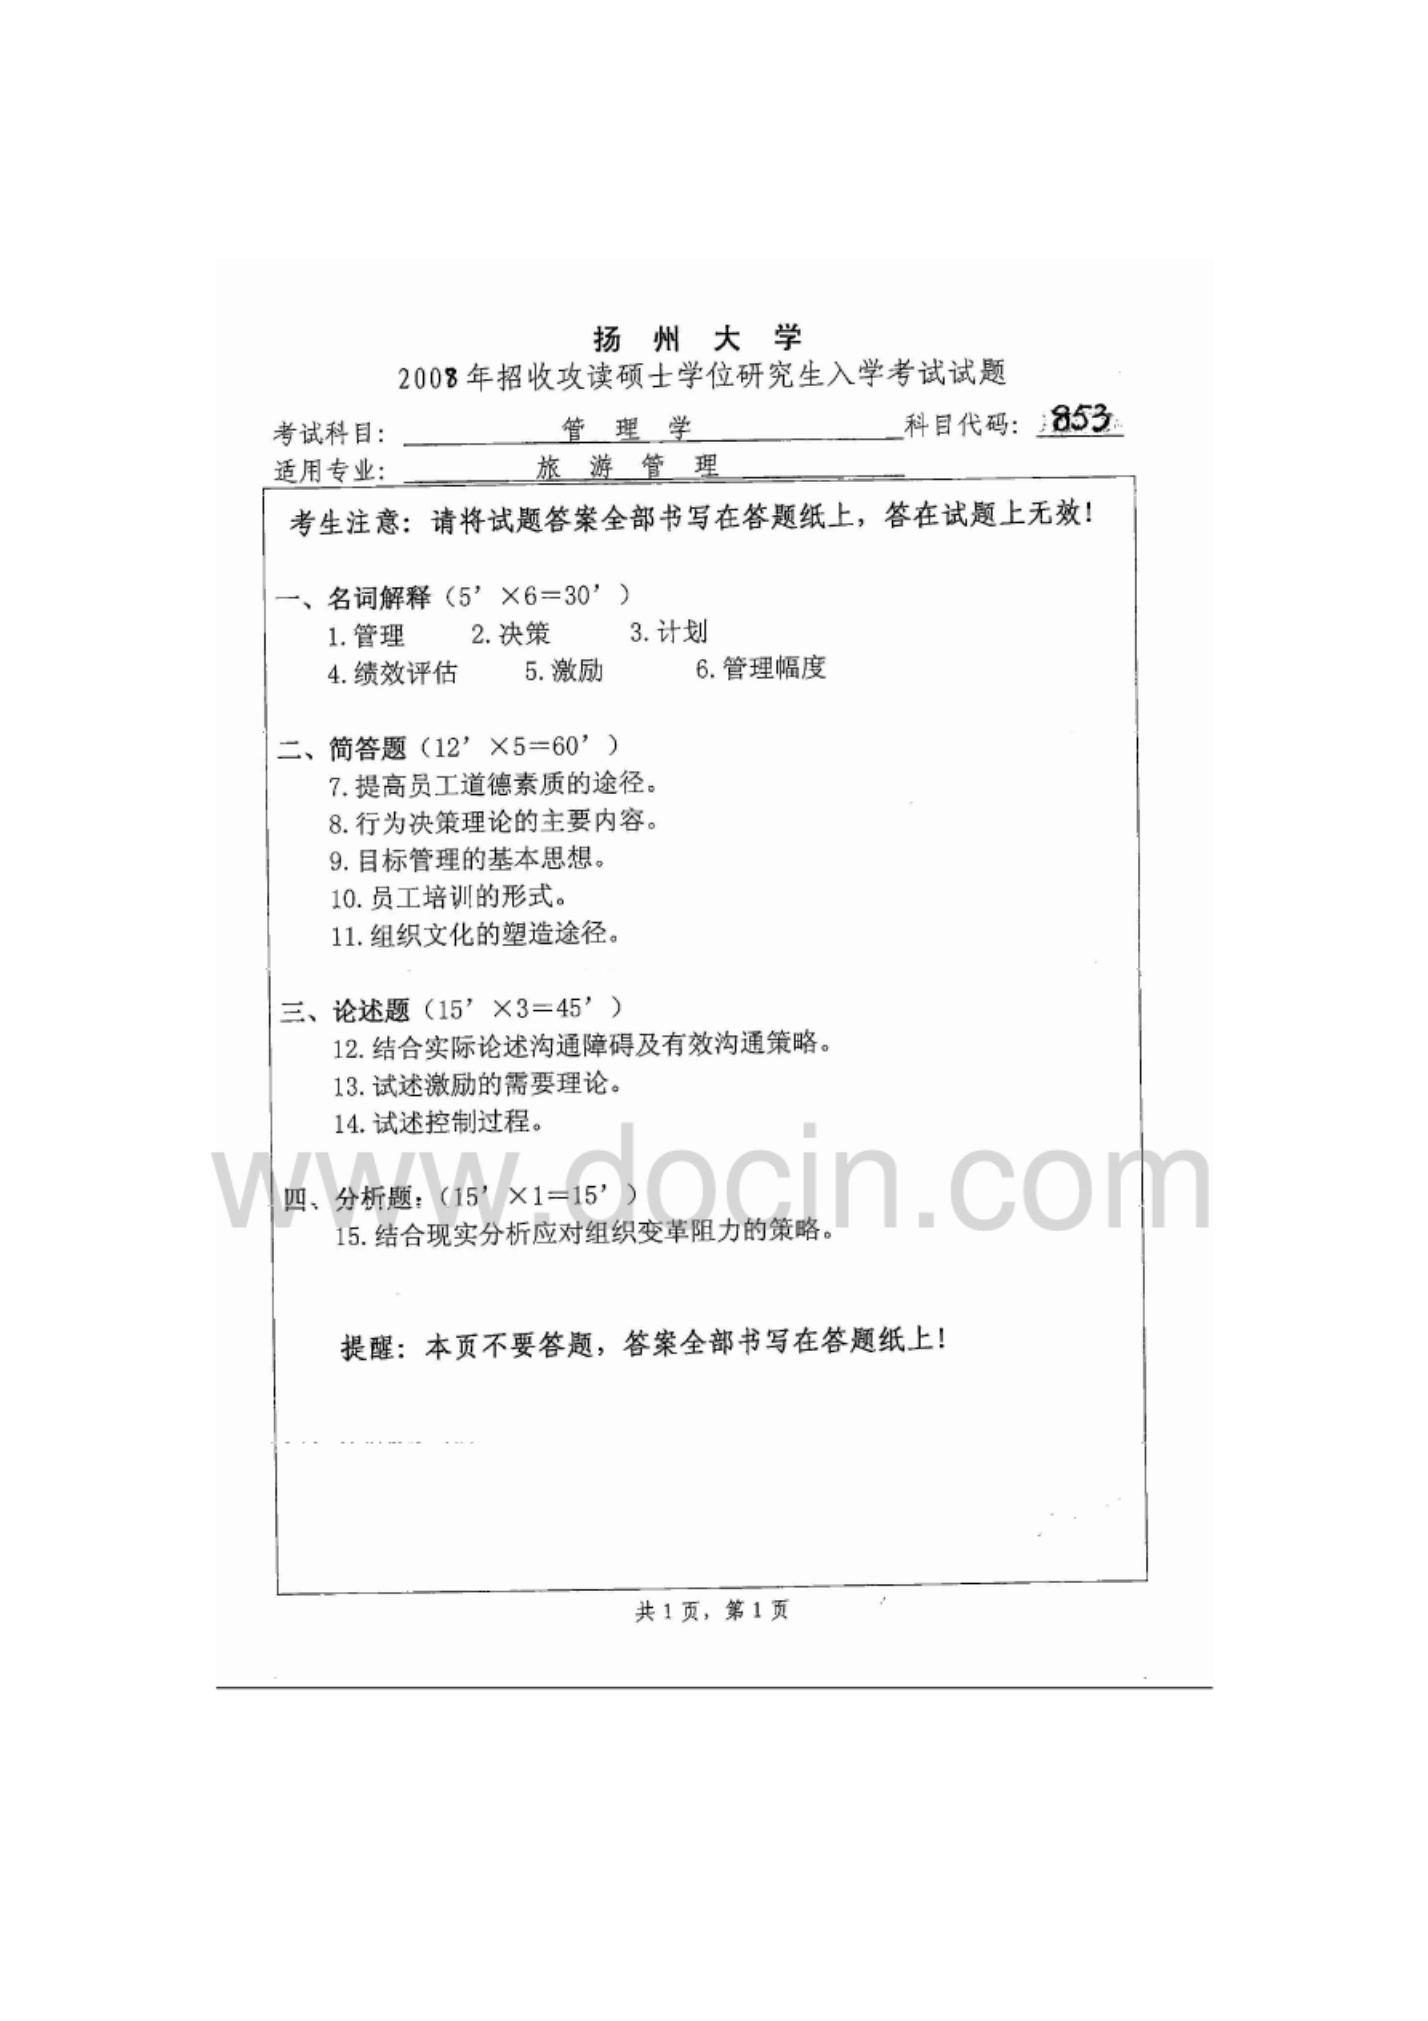 扬 州 大 学
2008年招收攻读硕士学位研究生入学考试试题
考试科目： 管 理 学 科目代码： 853
适用专业： 旅 游 管 理
考生注意：请将试题答案全部书写在答题纸上，答在试题上无效！
一、名词解释（5’×6＝30’）
1.管理 2.决策 3.计划
4.绩效评估 5.激励 6.管理幅度
二、简答题（12’×5＝60’）
7.提高员工道德素质的途径。
8.行为决策理论的主要内容。
9.目标管理的基本思想。
10.员工培训的形式。
11.组织文化的塑造途径。
三、论述题（15’×3＝45’）
12.结合实际论述沟通障碍及有效沟通策略。
13.试述激励的需要理论。
14.试述控制过程。
www.docin.com
四、分析题：（15’×1＝15’）
15.结合现实分析应对组织变革阻力的策略。
提醒：本页不要答题，答案全部书写在答题纸上！
共1页，第1页